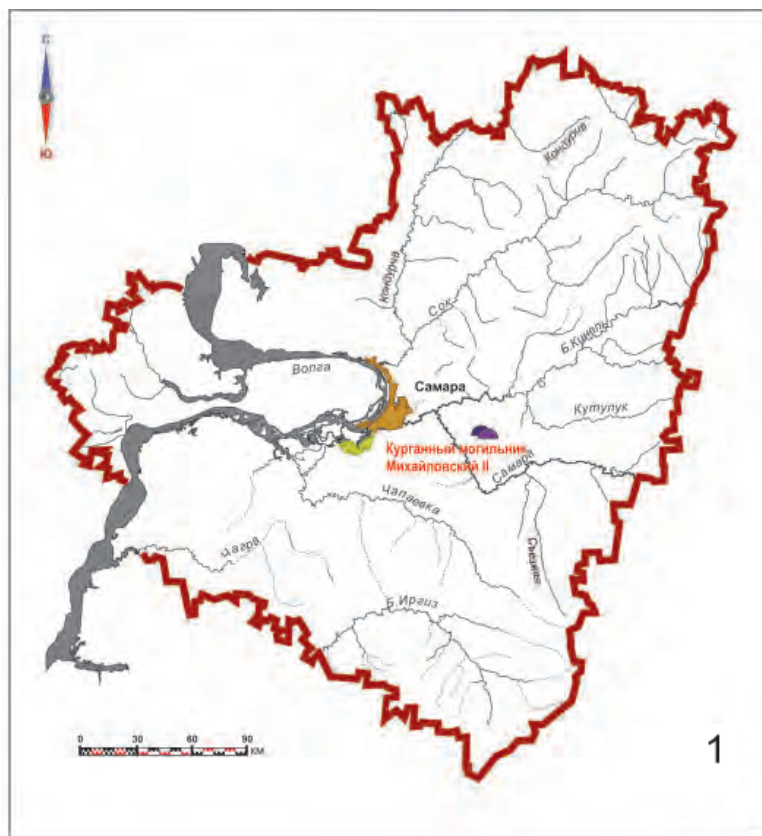 С
Ю
Кондурча
Кондурча
Сок
Б.Кинель
Волга
Самара
Кутулук
Курганный могильник
Михайловский II
Самара
Чапаевка
Съезжая
Чагра
Б.Иргиз
0 30 60 90
КМ
1